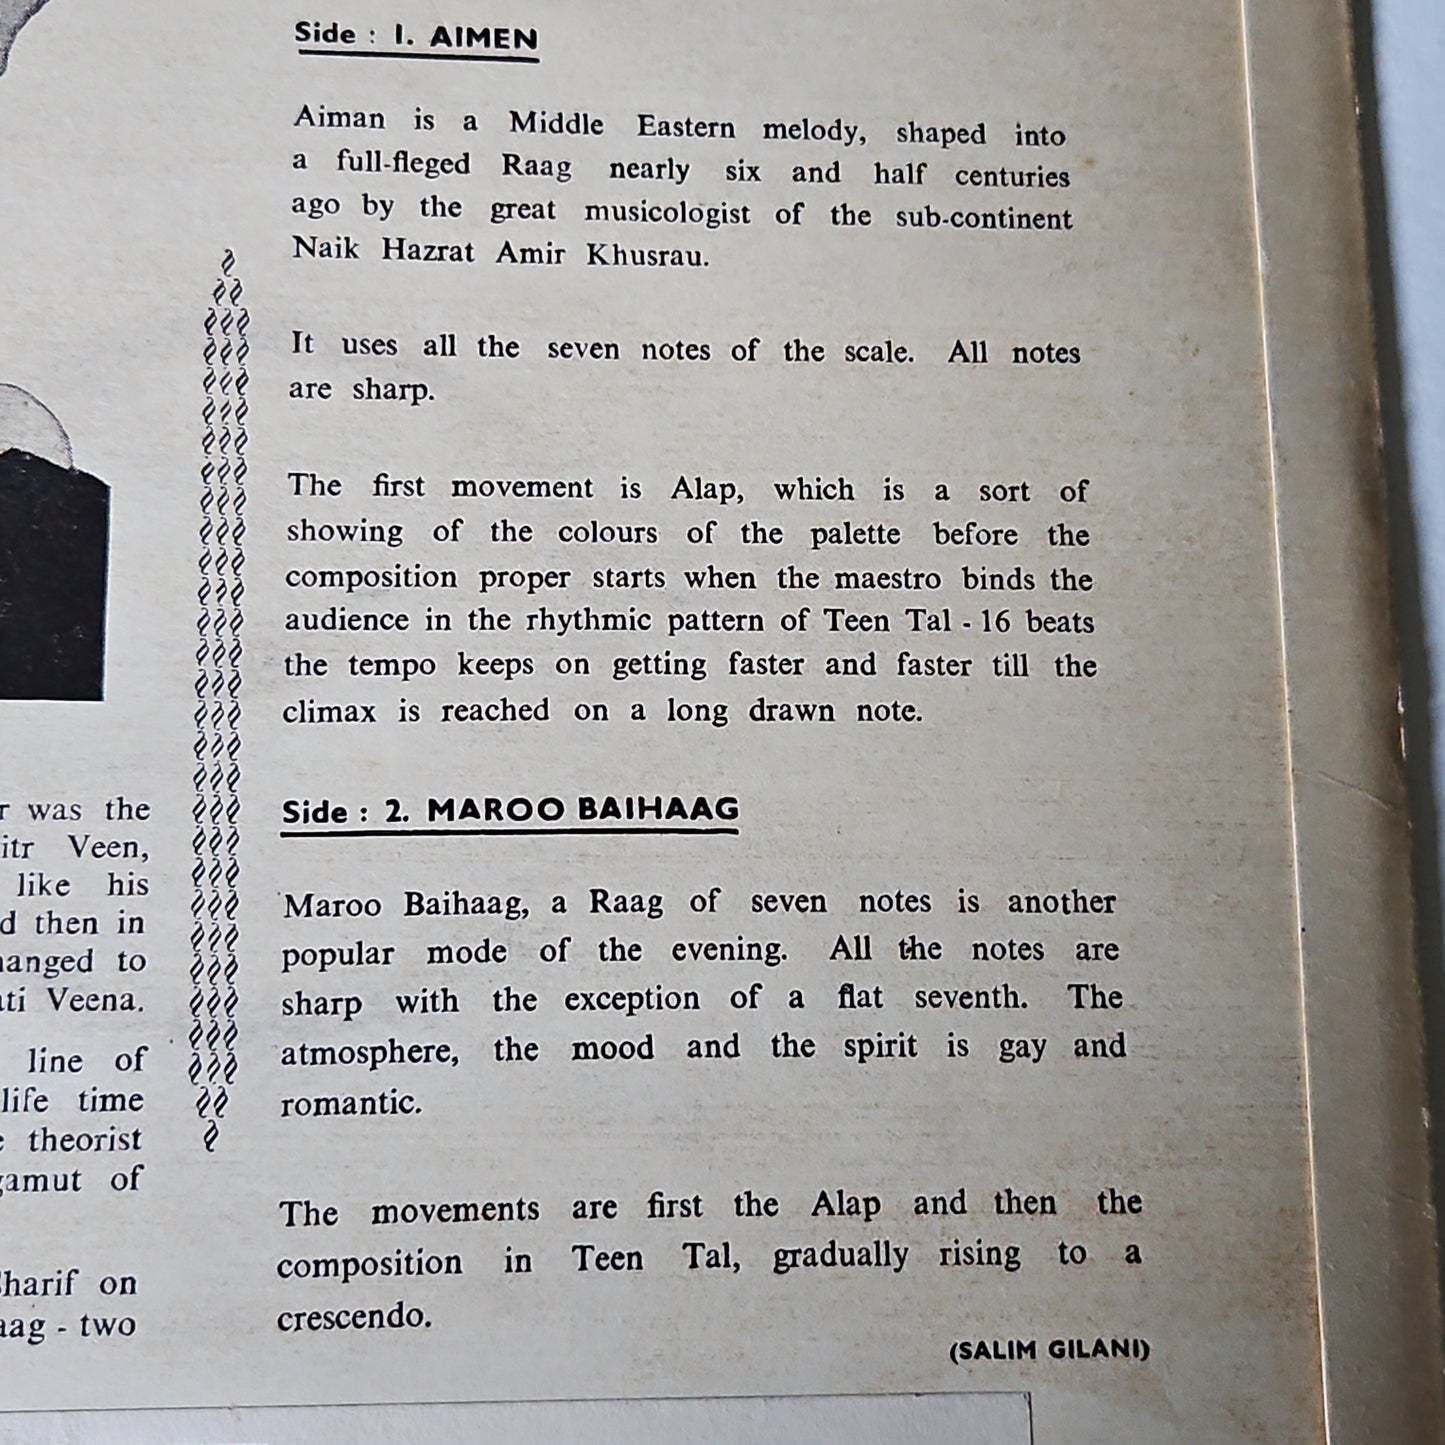 Side : 1. AIMEN
Aiman is a Middle Eastern melody, shaped into
a full-fleged Raag nearly six and half centuries
ago by the great musicologist of the sub-continent
Naik Hazrat Amir Khusrau.
It uses all the seven notes of the scale. All notes
are sharp.
The first movement is Alap, which is a sort of
showing of the colours of the palette before the
composition proper starts when the maestro binds the
audience in the rhythmic pattern of Teen Tal - 16 beats
the tempo keeps on getting faster and faster till the
climax is reached on a long drawn note.
Side : 2. MAROO BAIHAAG
Maroo Baihaag, a Raag of seven notes is another
popular mode of the evening. All the notes are
sharp with the exception of a flat seventh. The
atmosphere, the mood and the spirit is gay and
romantic.
The movements are first the Alap and then the
composition in Teen Tal, gradually rising to a
crescendo.
(SALIM GILANI)
was the
Veen,
like his
then in
to
Veena.
line of
life time
theorist
of
on
- two